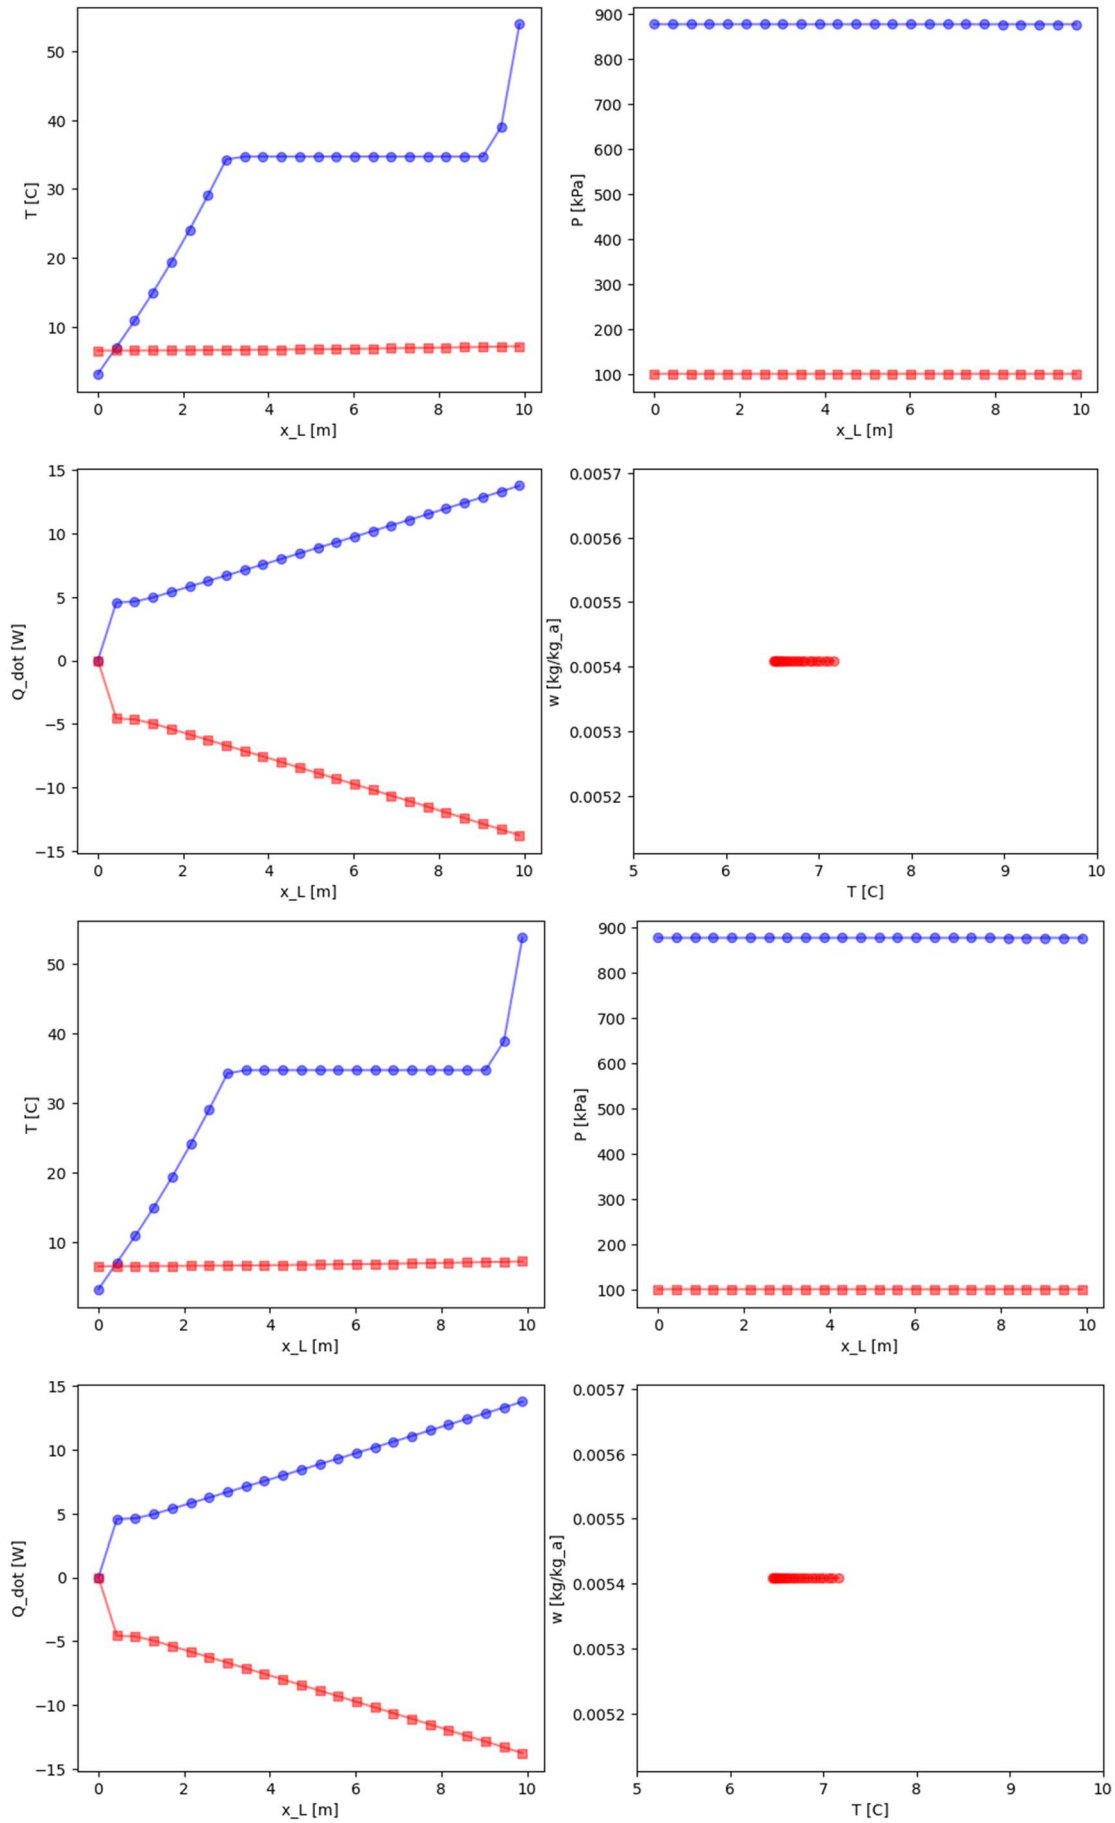 50
40
30
20
10
T [C]
0 2 4 6 8 10
x_L [m]
900
800
700
600
500
400
300
200
100
P [kPa]
0 2 4 6 8 10
x_L [m]
15
10
5
0
−5
−10
−15
Q_dot [W]
0 2 4 6 8 10
x_L [m]
0.0057
0.0056
0.0055
0.0054
0.0053
0.0052
w [kg/kg_a]
5 6 7 8 9 10
T [C]
50
40
30
20
10
T [C]
0 2 4 6 8 10
x_L [m]
900
800
700
600
500
400
300
200
100
P [kPa]
0 2 4 6 8 10
x_L [m]
15
10
5
0
−5
−10
−15
Q_dot [W]
0 2 4 6 8 10
x_L [m]
0.0057
0.0056
0.0055
0.0054
0.0053
0.0052
w [kg/kg_a]
5 6 7 8 9 10
T [C]